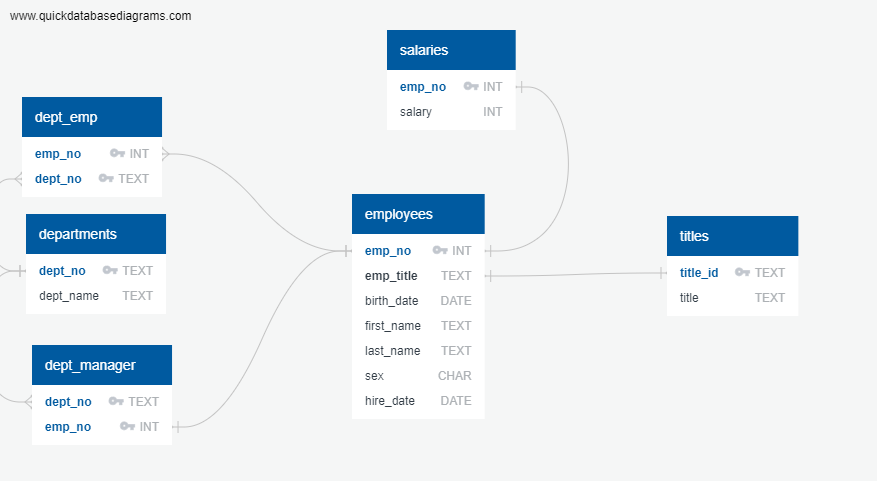 www.quickdatabasediagrams.com
salaries
emp_no INT
salary INT
dept_emp
emp_no INT
dept_no TEXT
employees
emp_no INT
emp_title TEXT
birth_date DATE
first_name TEXT
last_name TEXT
sex CHAR
hire_date DATE
departments
dept_no TEXT
dept_name TEXT
titles
title_id TEXT
title TEXT
dept_manager
dept_no TEXT
emp_no INT